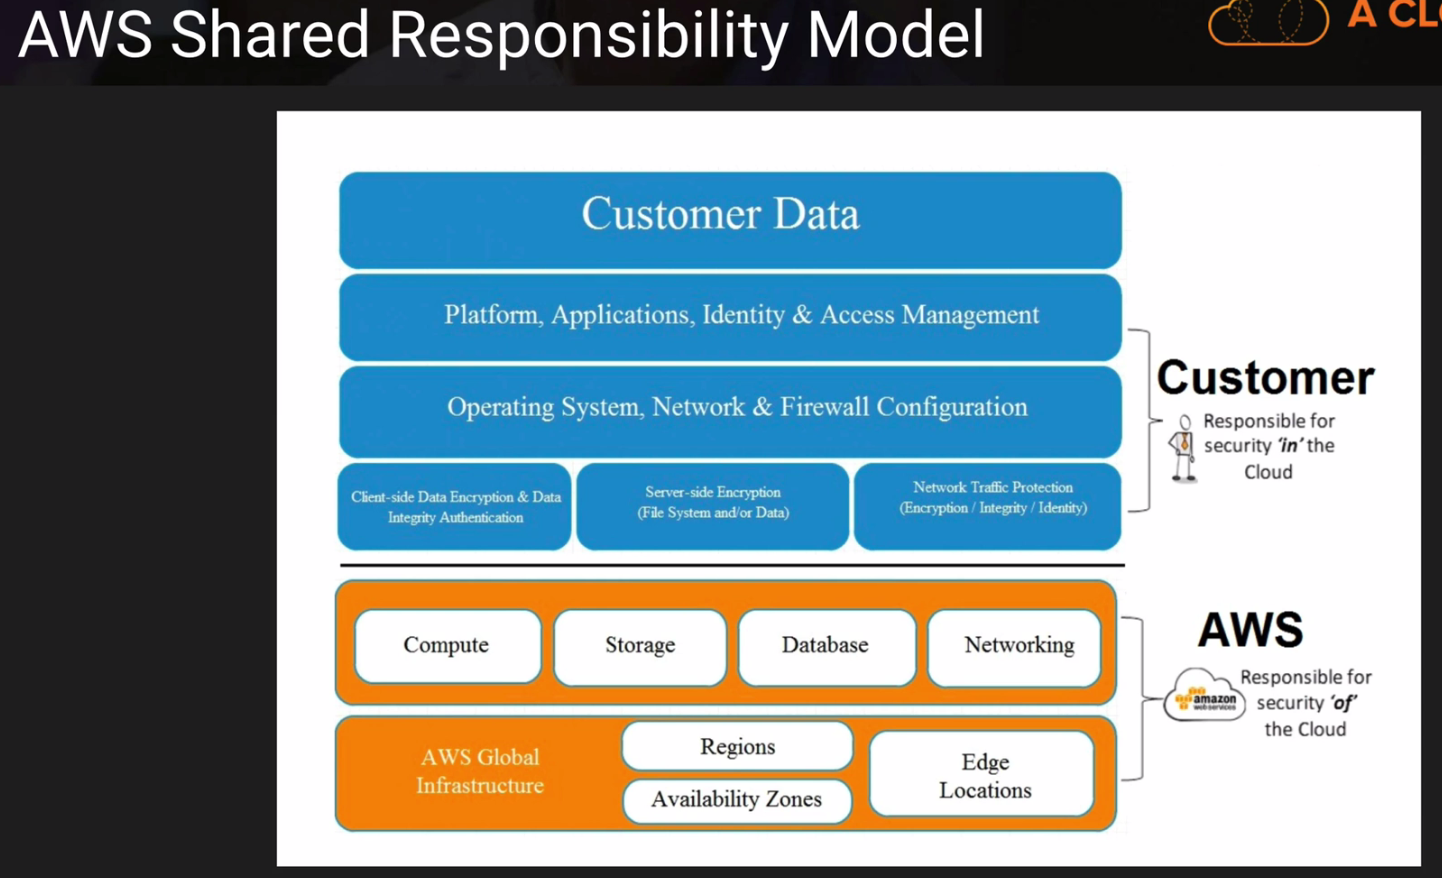 AWS Shared Responsibility Model
A CL
Customer Data
Platform, Applications, Identity & Access Management
Operating System, Network & Firewall Configuration
Client-side Data Encryption & Data
Integrity Authentication
Server-side Encryption
(File System and/or Data)
Network Traffic Protection
(Encryption / Integrity / Identity)
Customer
Responsible for
security 'in' the
Cloud
Compute
Storage
Database
Networking
AWS Global
Infrastructure
Regions
Availability Zones
Edge
Locations
AWS
amazon
web services
Responsible for
security 'of'
the Cloud